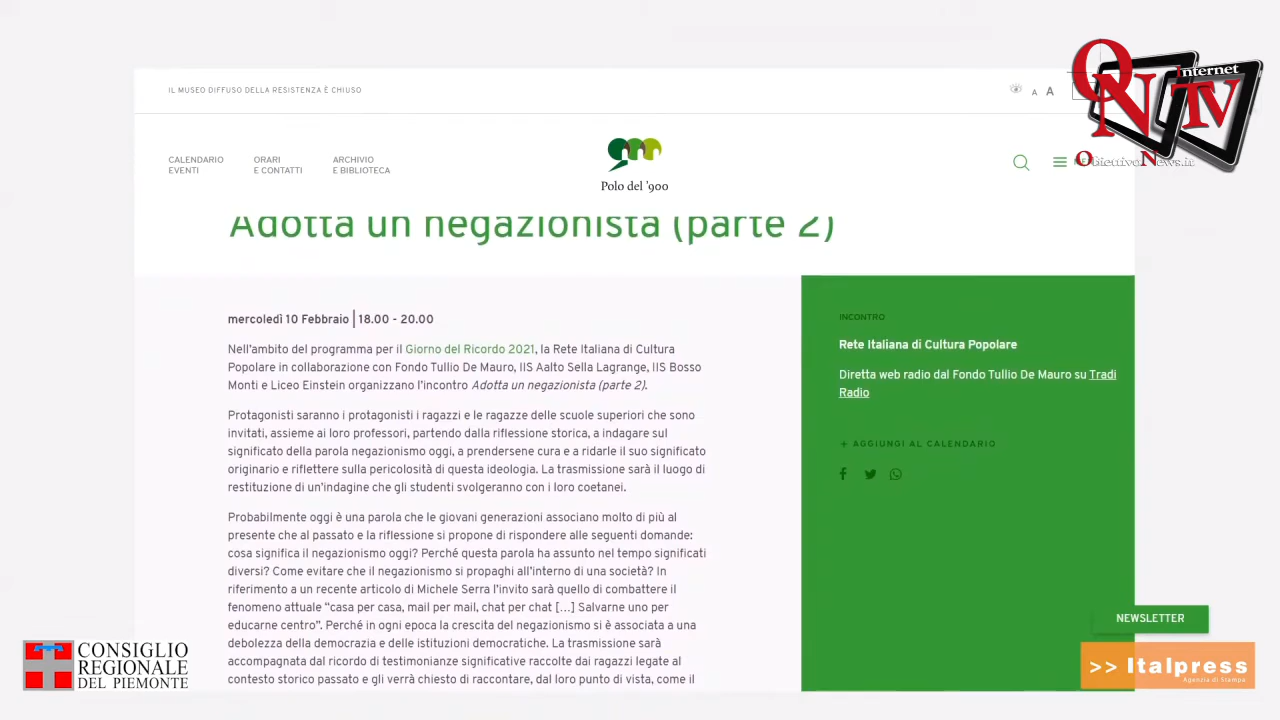 IL MUSEO DIFFUSO DELLA RESISTENZA È CHIUSO
A A
CALENDARIO
EVENTI
ORARI
E CONTATTI
ARCHIVIO
E BIBLIOTECA
Polo del '900
Internet
ON TV
ObiettivoNews.it
Adotta un negazionista (parte 2)
mercoledì 10 Febbraio | 18.00 - 20.00
Nell'ambito del programma per il Giorno del Ricordo 2021, la Rete Italiana di Cultura
Popolare in collaborazione con Fondo Tullio De Mauro, IIS Aalto Sella Lagrange, IIS Bosso
Monti e Liceo Einstein organizzano l'incontro Adotta un negazionista (parte 2).
Protagonisti saranno i protagonisti i ragazzi e le ragazze delle scuole superiori che sono
invitati, assieme ai loro professori, partendo dalla riflessione storica, a indagare sul
significato della parola negazionismo oggi, a prendersene cura e a ridarle il suo significato
originario e riflettere sulla pericolosità di questa ideologia. La trasmissione sarà il luogo di
restituzione di un'indagine che gli studenti svolgeranno con i loro coetanei.
Probabilmente oggi è una parola che le giovani generazioni associano molto di più al
presente che al passato e la riflessione si propone di rispondere alle seguenti domande:
cosa significa il negazionismo oggi? Perché questa parola ha assunto nel tempo significati
diversi? Come evitare che il negazionismo si propaghi all'interno di una società? In
riferimento a un recente articolo di Michele Serra l'invito sarà quello di combattere il
fenomeno attuale "casa per casa, mail per mail, chat per chat […] Salvarne uno per
educarne centro". Perché in ogni epoca la crescita del negazionismo si è associata a una
debolezza della democrazia e delle istituzioni democratiche. La trasmissione sarà
accompagnata dal ricordo di testimonianze significative raccolte dai ragazzi legate al
contesto storico passato e gli verrà chiesto di raccontare, dal loro punto di vista, come il
INCONTRO
Rete Italiana di Cultura Popolare
Diretta web radio dal Fondo Tullio De Mauro su Tradi
Radio
+ AGGIUNGI AL CALENDARIO
NEWSLETTER
CONSIGLIO
REGIONALE
DEL PIEMONTE
>> Italpress
Agenzia di Stampa